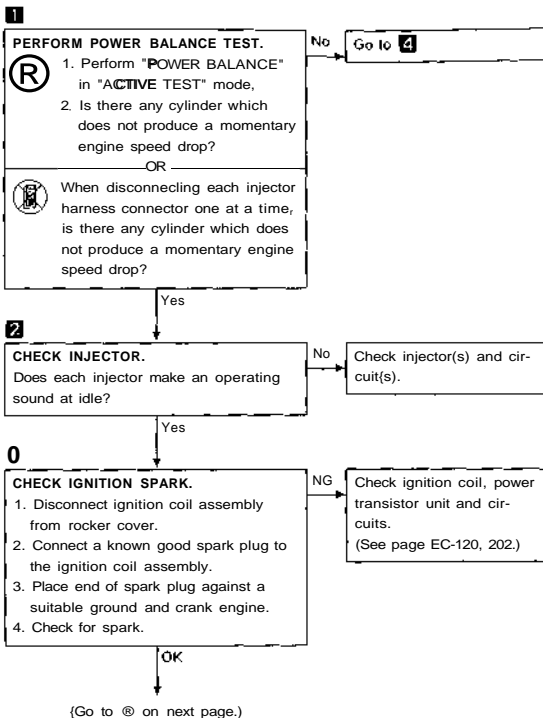 1
PERFORM POWER BALANCE TEST.
® 1. Perform "POWER BALANCE"
in "ACTIVE TEST" mode,
2. Is there any cylinder which
does not produce a momentary
engine speed drop?
OR
When disconnecling each injector
harness connector one at a time,
is there any cylinder which does
not produce a momentary engine
speed drop?
No
Go lo 4
Yes
2
CHECK INJECTOR.
Does each injector make an operating
sound at idle?
No
Check injector(s) and cir-
cuit{s).
Yes
0
CHECK IGNITION SPARK.
1. Disconnect ignition coil assembly
from rocker cover.
2. Connect a known good spark plug to
the ignition coil assembly.
3. Place end of spark plug against a
suitable ground and crank engine.
4. Check for spark.
NG
Check ignition coil, power
transistor unit and cir-
cuits.
(See page EC-120, 202.)
OK
{Go to ® on next page.)